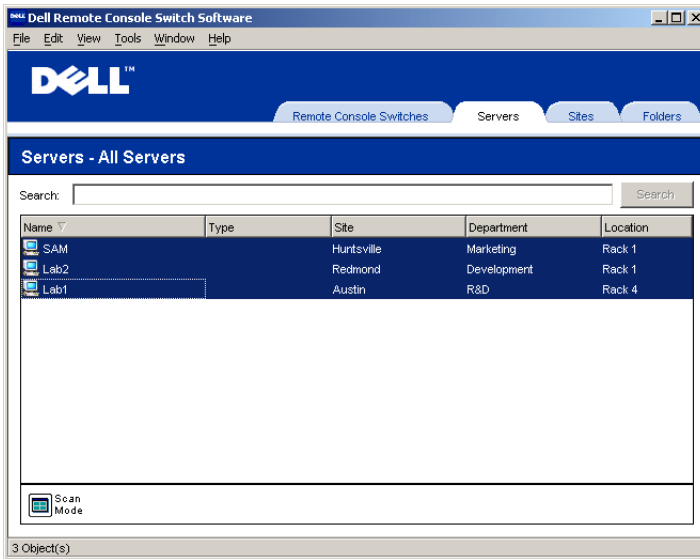 DELL Dell Remote Console Switch Software
File Edit View Tools Window Help
DELL™
Remote Console Switches Servers Sites Folders
Servers - All Servers
Search: Search
Name Type Site Department Location
SAM Huntsville Marketing Rack 1
Lab2 Redmond Development Rack 1
Lab1 Austin R&D Rack 4
Scan
Mode
3 Object(s)